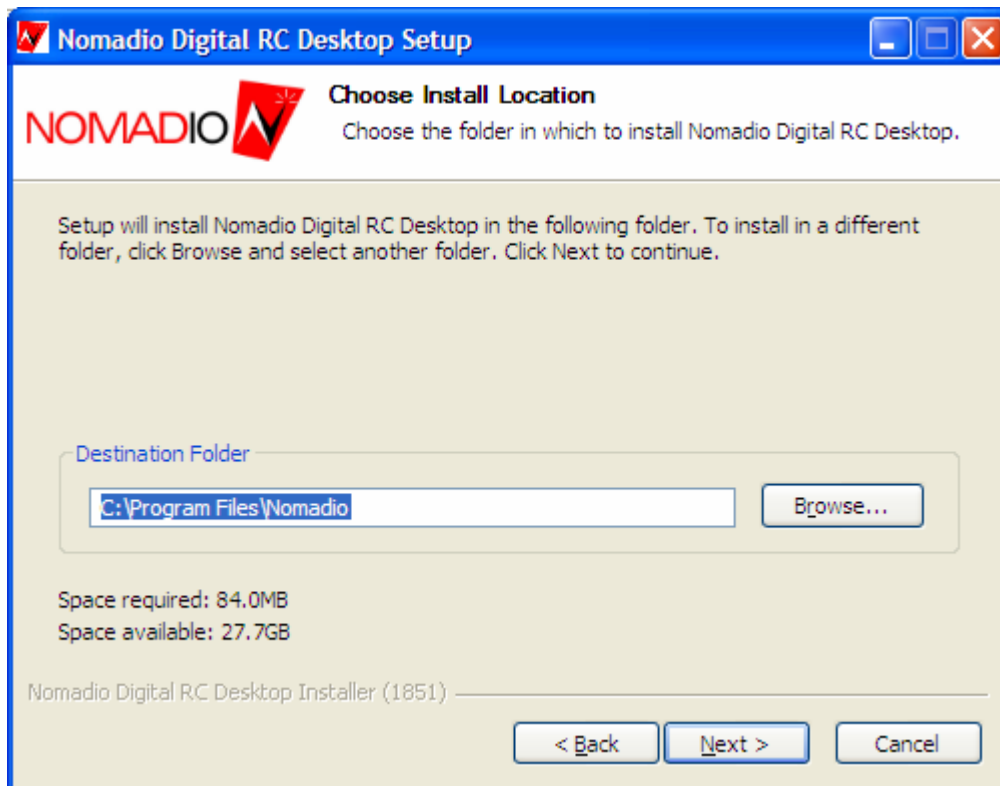 Nomadio Digital RC Desktop Setup
NOMADIO
Choose Install Location
Choose the folder in which to install Nomadio Digital RC Desktop.
Setup will install Nomadio Digital RC Desktop in the following folder. To install in a different
folder, click Browse and select another folder. Click Next to continue.
Destination Folder
C:\Program Files\Nomadio
Browse...
Space required: 84.0MB
Space available: 27.7GB
Nomadio Digital RC Desktop Installer (1851)
< Back
Next >
Cancel